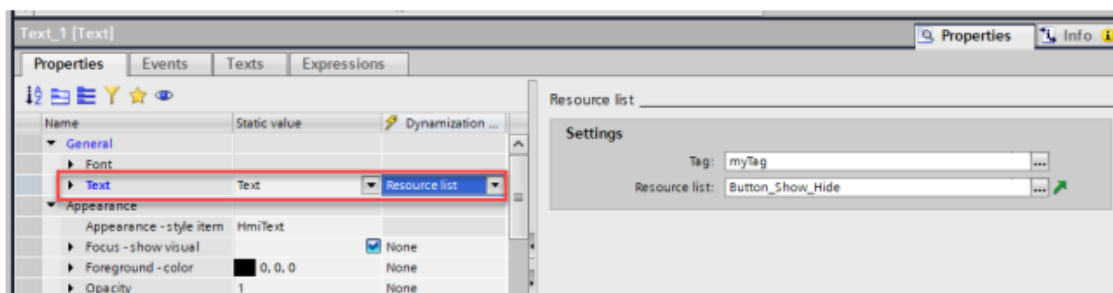 Text_1 [Text]
Properties
Info
Properties Events Texts Expressions
Name Static value Dynamization ...
General
Font
Text Text Resource list
Appearance
Appearance - style item HmiText
Focus - show visual None
Foreground - color 0, 0, 0 None
Opacity 1 None
Resource list
Settings
Tag: myTag ...
Resource list: Button_Show_Hide ...